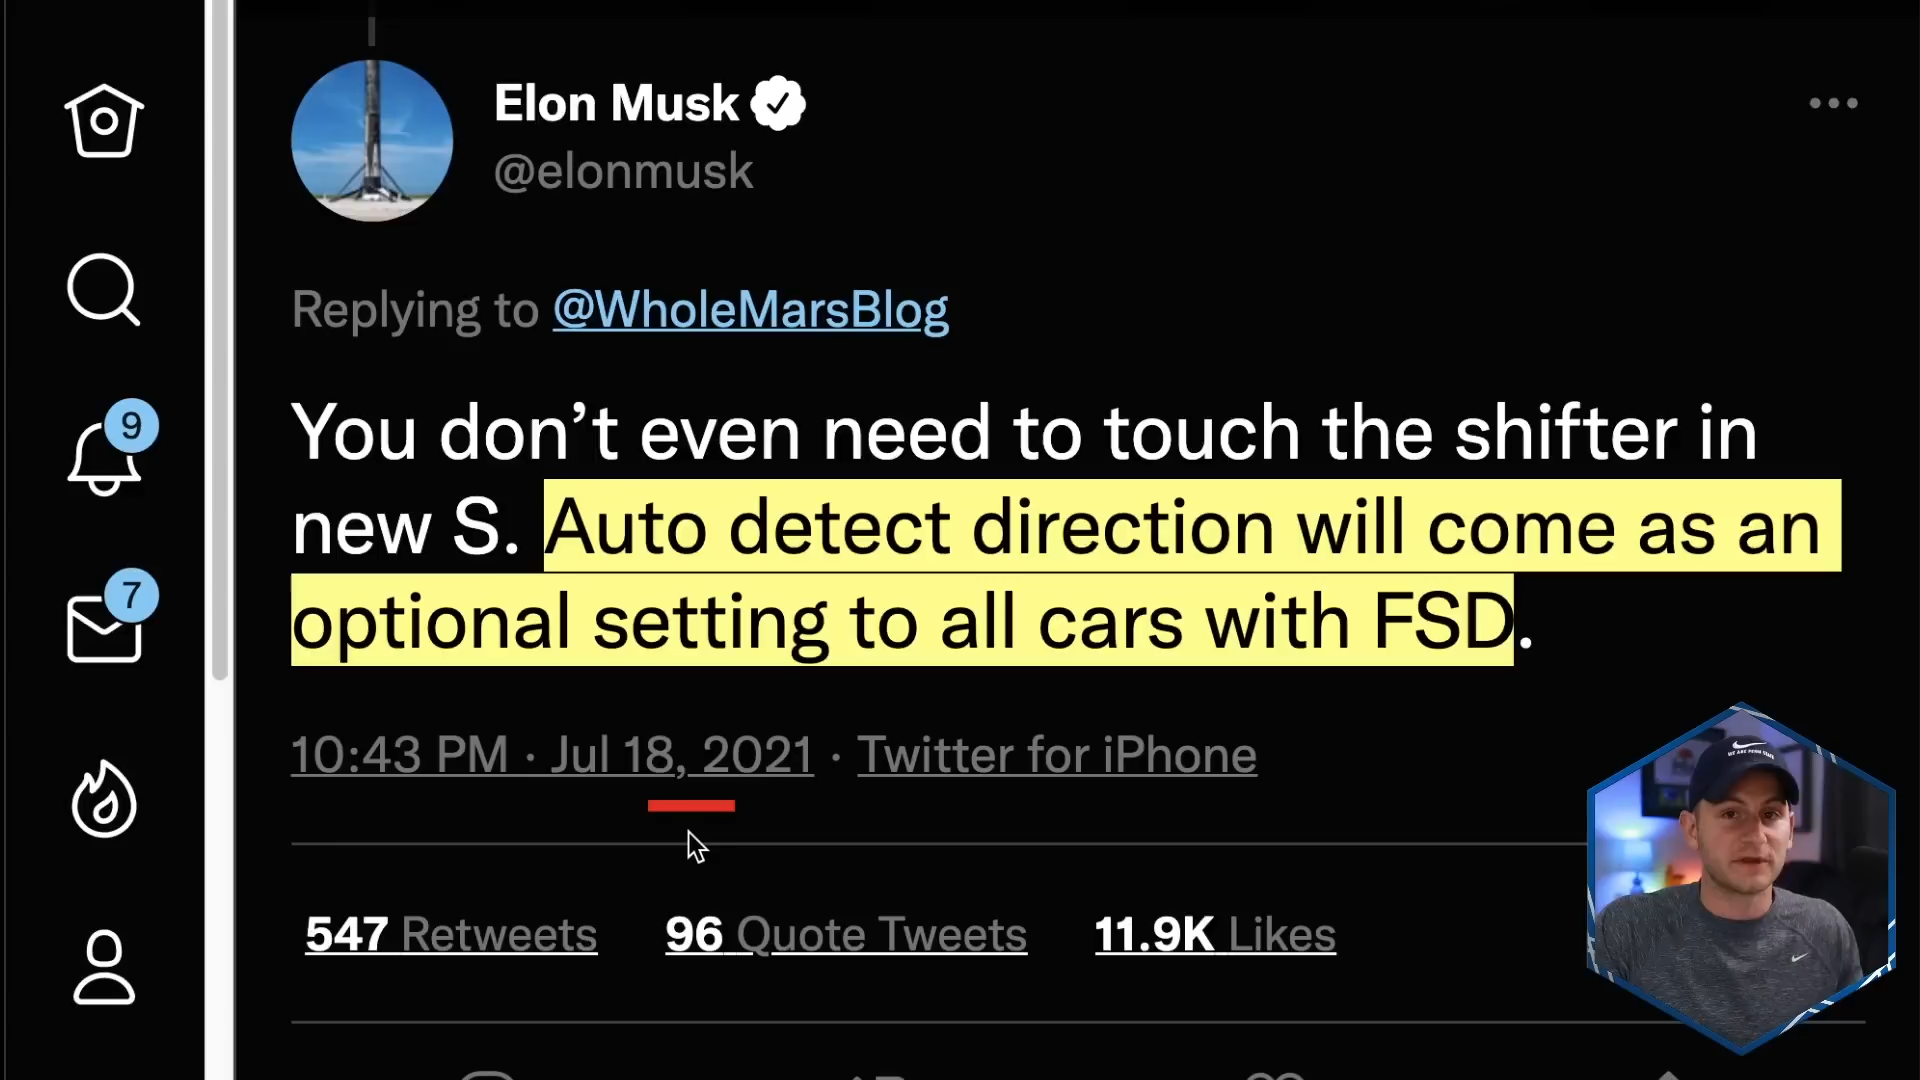 Elon Musk
@elonmusk
Replying to @WholeMarsBlog
9
You don’t even need to touch the shifter in
new S. Auto detect direction will come as an
optional setting to all cars with FSD.
7
10:43 PM · Jul 18, 2021 · Twitter for iPhone
547 Retweets 96 Quote Tweets 11.9K Likes